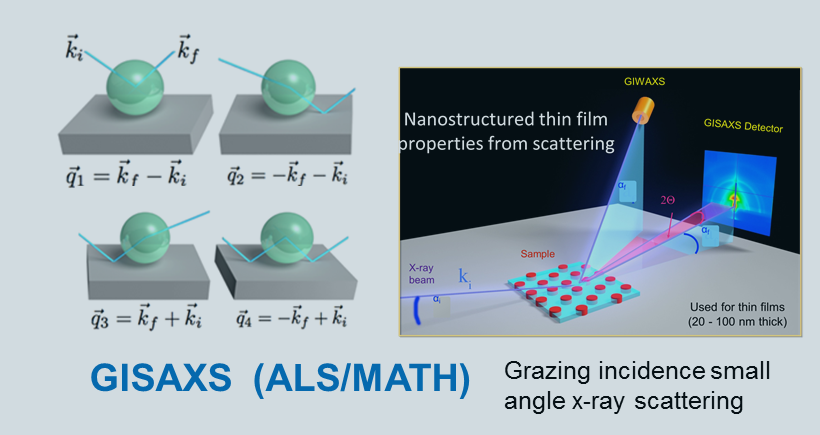 k⃗ᵢ
k⃗f
q⃗₁ = k⃗f − k⃗ᵢ
q⃗₂ = −k⃗f − k⃗ᵢ
q⃗₃ = k⃗f + k⃗ᵢ
q⃗₄ = −k⃗f + k⃗ᵢ
GIWAXS
Nanostructured thin film
properties from scattering
GISAXS Detector
αf
2Θ
αf
Sample
X-ray
beam
kᵢ
αᵢ
Used for thin films
(20 - 100 nm thick)
GISAXS (ALS/MATH)
Grazing incidence small
angle x-ray scattering